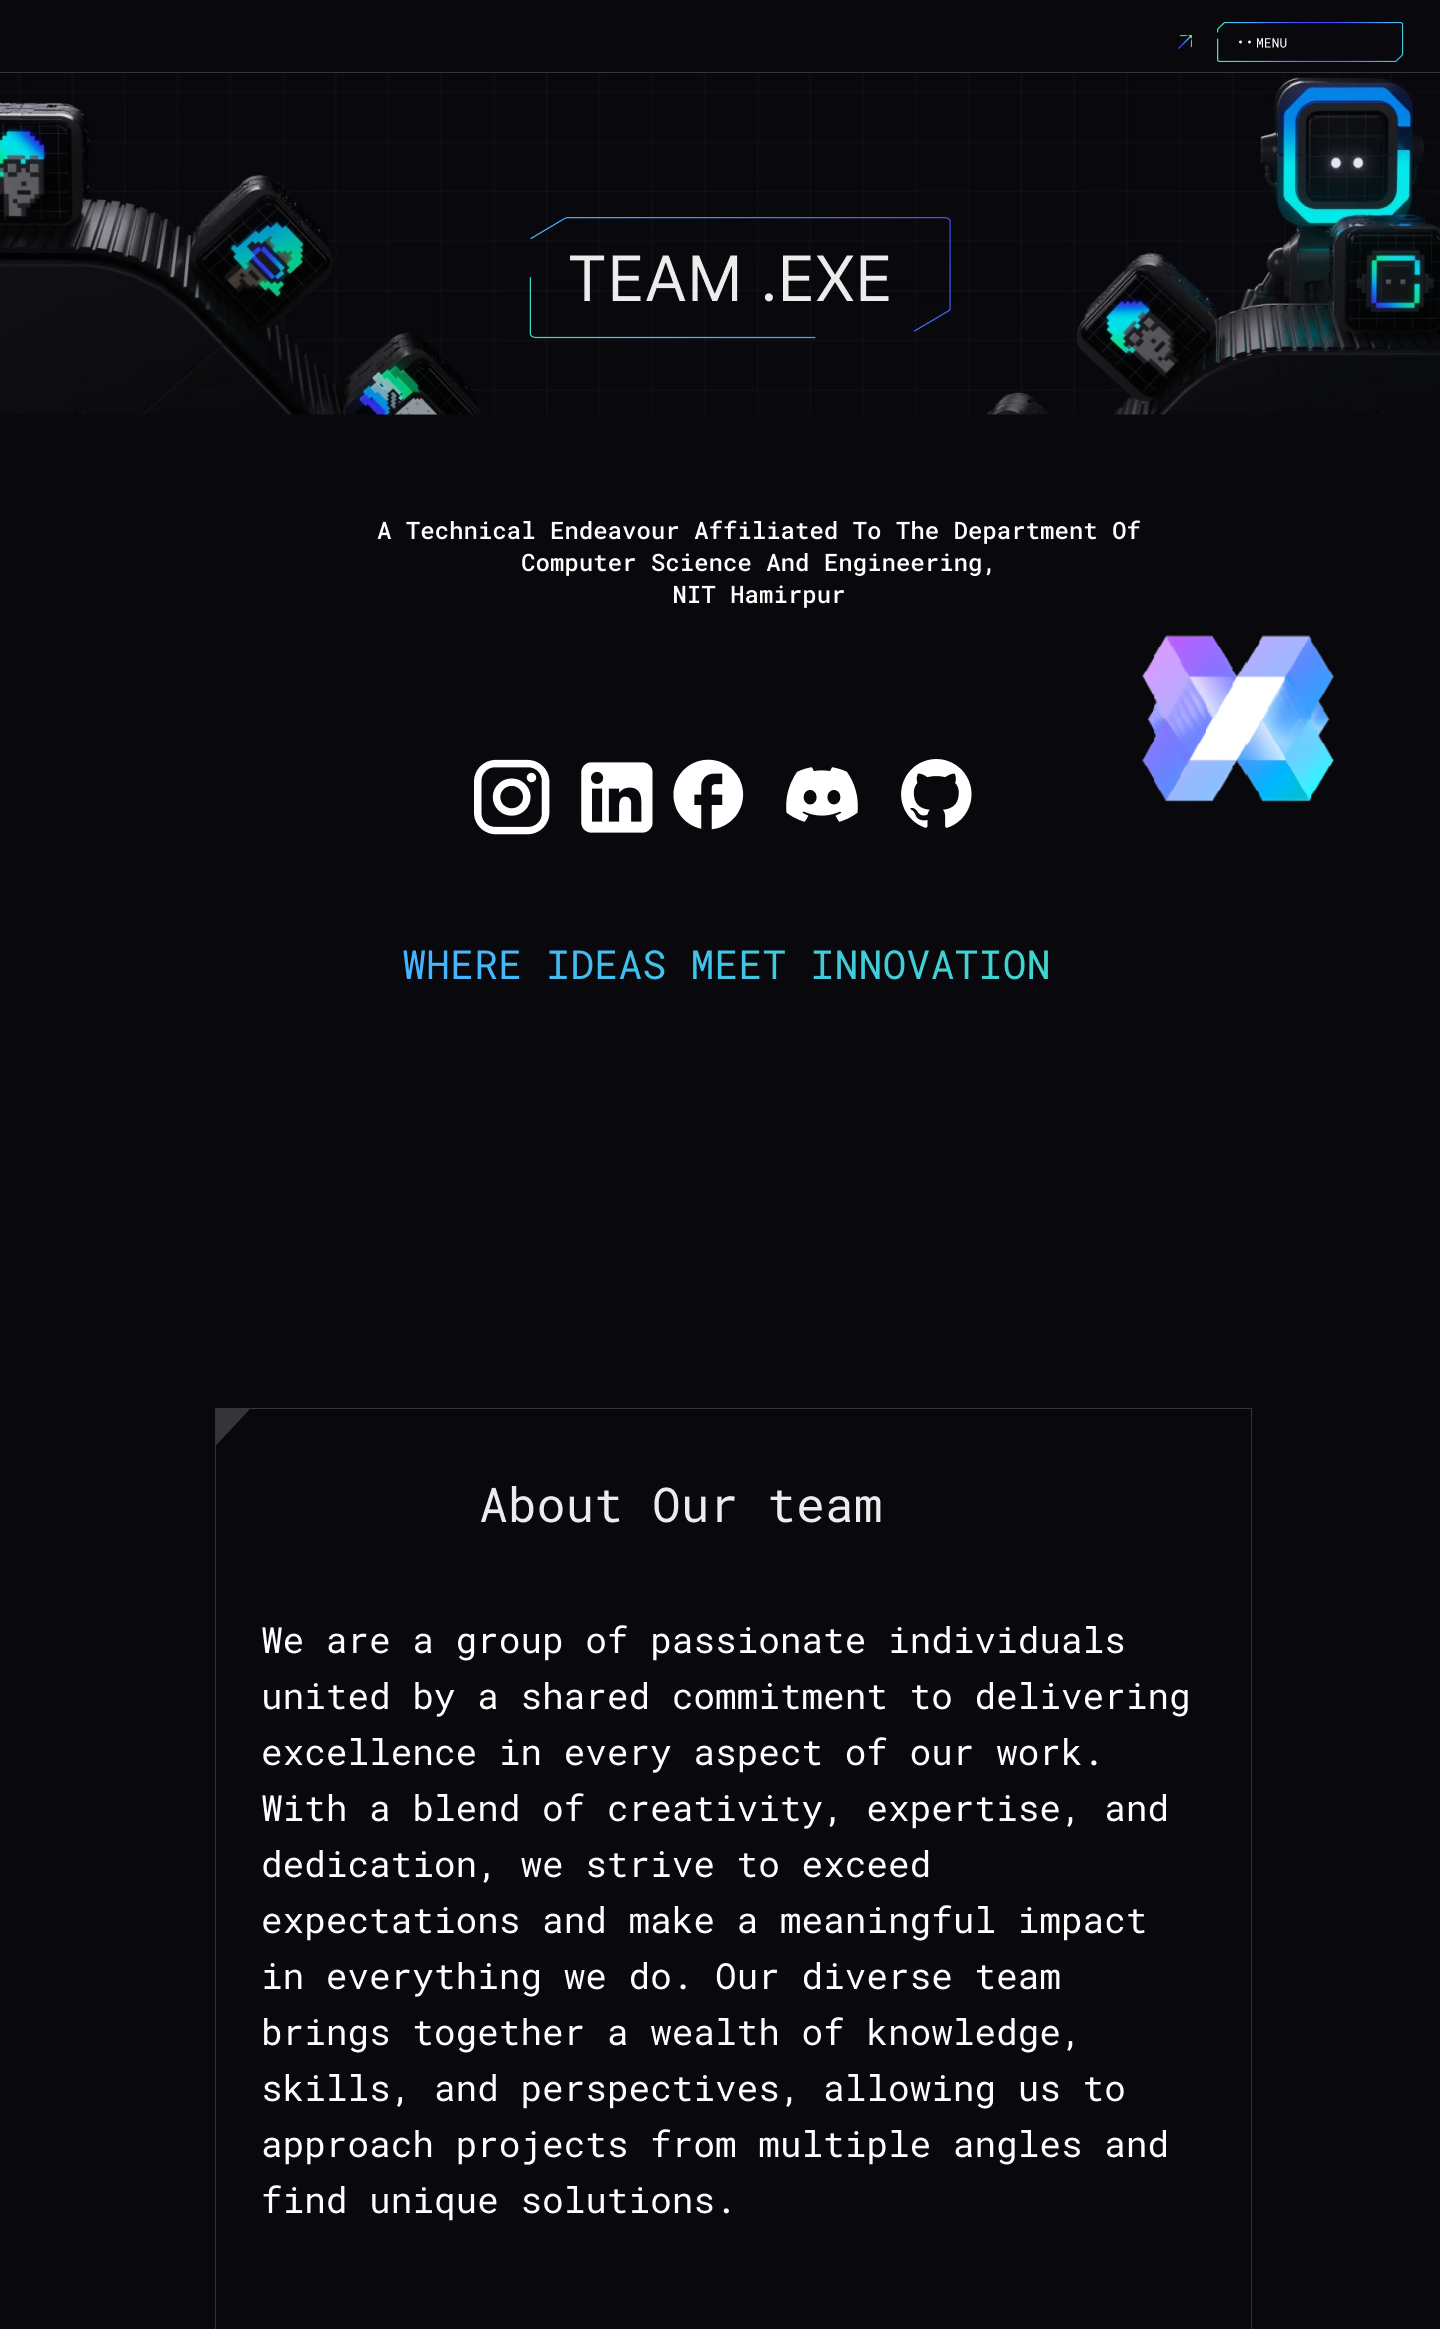 MENU
TEAM .EXE
A Technical Endeavour Affiliated To The Department Of
Computer Science And Engineering,
NIT Hamirpur
WHERE IDEAS MEET INNOVATION
About Our team
We are a group of passionate individuals
united by a shared commitment to delivering
excellence in every aspect of our work.
With a blend of creativity, expertise, and
dedication, we strive to exceed
expectations and make a meaningful impact
in everything we do. Our diverse team
brings together a wealth of knowledge,
skills, and perspectives, allowing us to
approach projects from multiple angles and
find unique solutions.